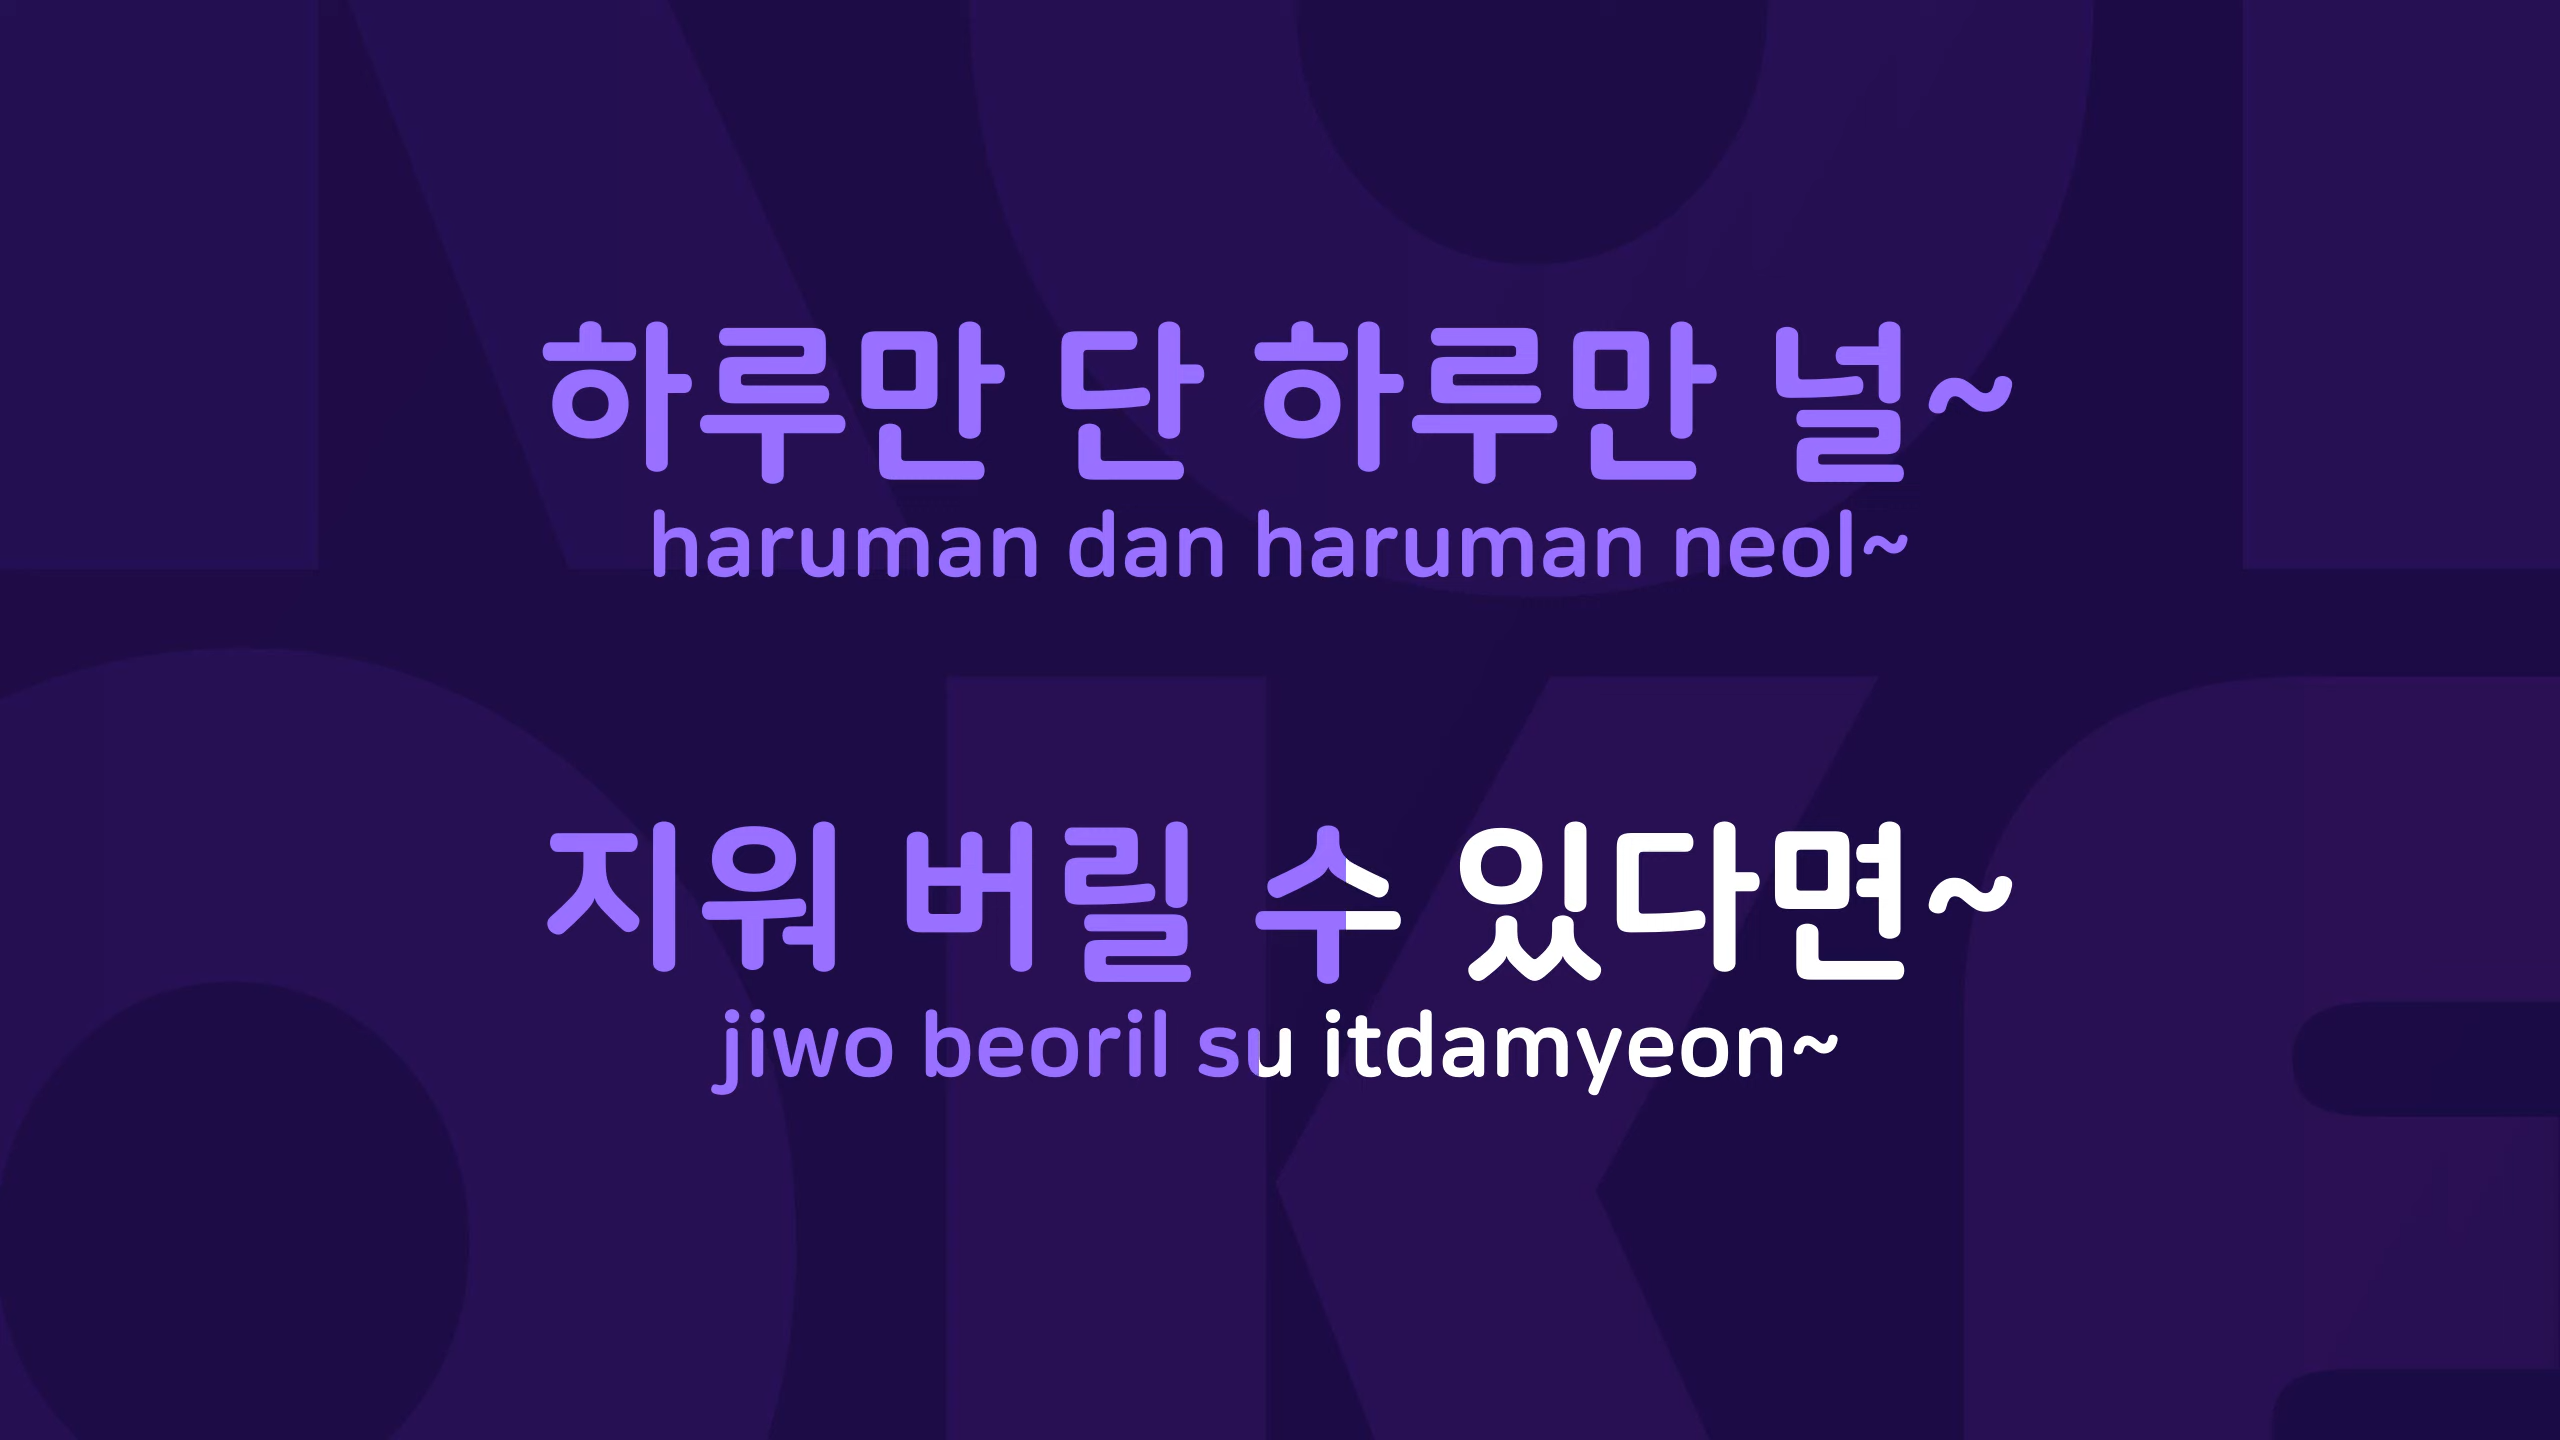 하루만 단 하루만 널~
haruman dan haruman neol~
지워 버릴 수 있다면~
jiwo beoril su itdamyeon~